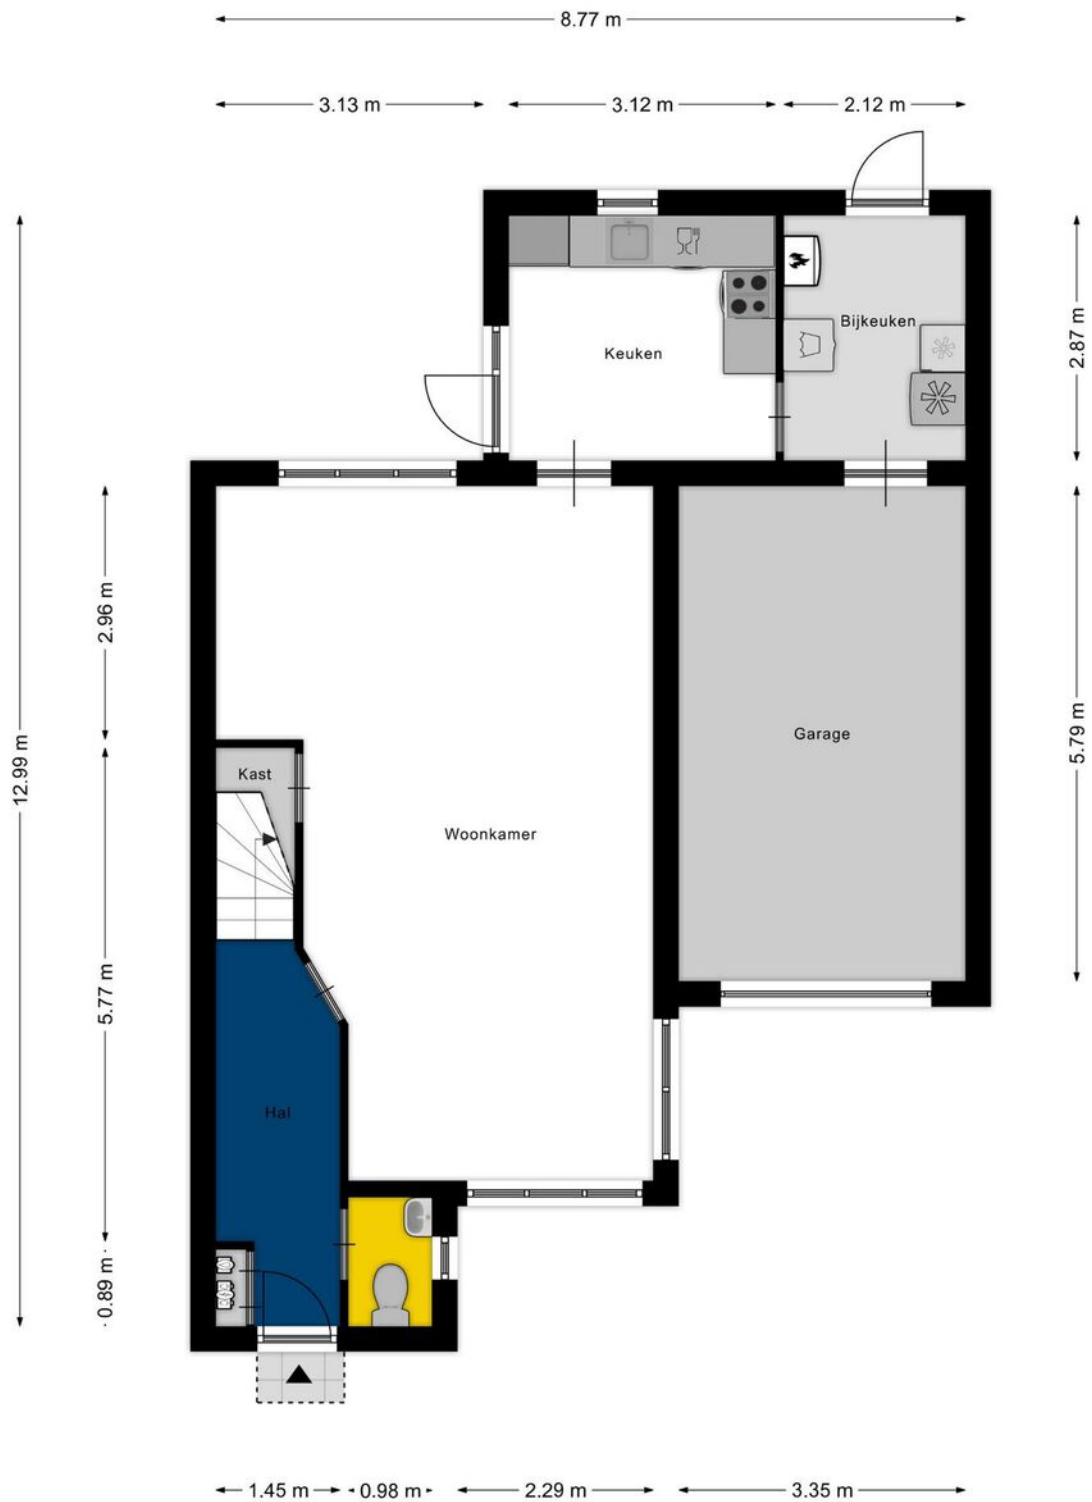 8.77 m
3.13 m
3.12 m
2.12 m
Keuken
Bijkeuken
2.87 m
2.96 m
12.99 m
5.79 m
Garage
Kast
Woonkamer
5.77 m
Hal
0.89 m
1.45 m
0.98 m
2.29 m
3.35 m